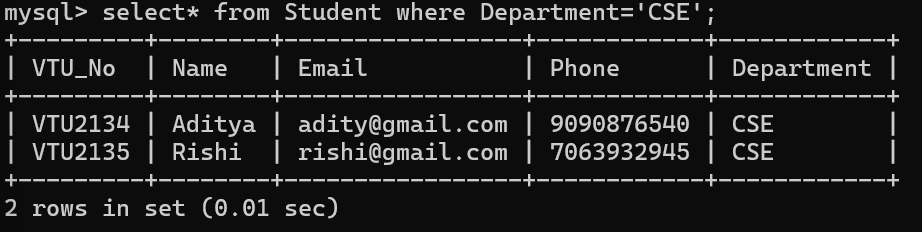 mysql> select* from Student where Department='CSE';
+---------+--------+-----------------+------------+------------+
| VTU_No  | Name   | Email           | Phone      | Department |
+---------+--------+-----------------+------------+------------+
| VTU2134 | Aditya | adity@gmail.com | 9090876540 | CSE        |
| VTU2135 | Rishi  | rishi@gmail.com | 7063932945 | CSE        |
+---------+--------+-----------------+------------+------------+
2 rows in set (0.01 sec)